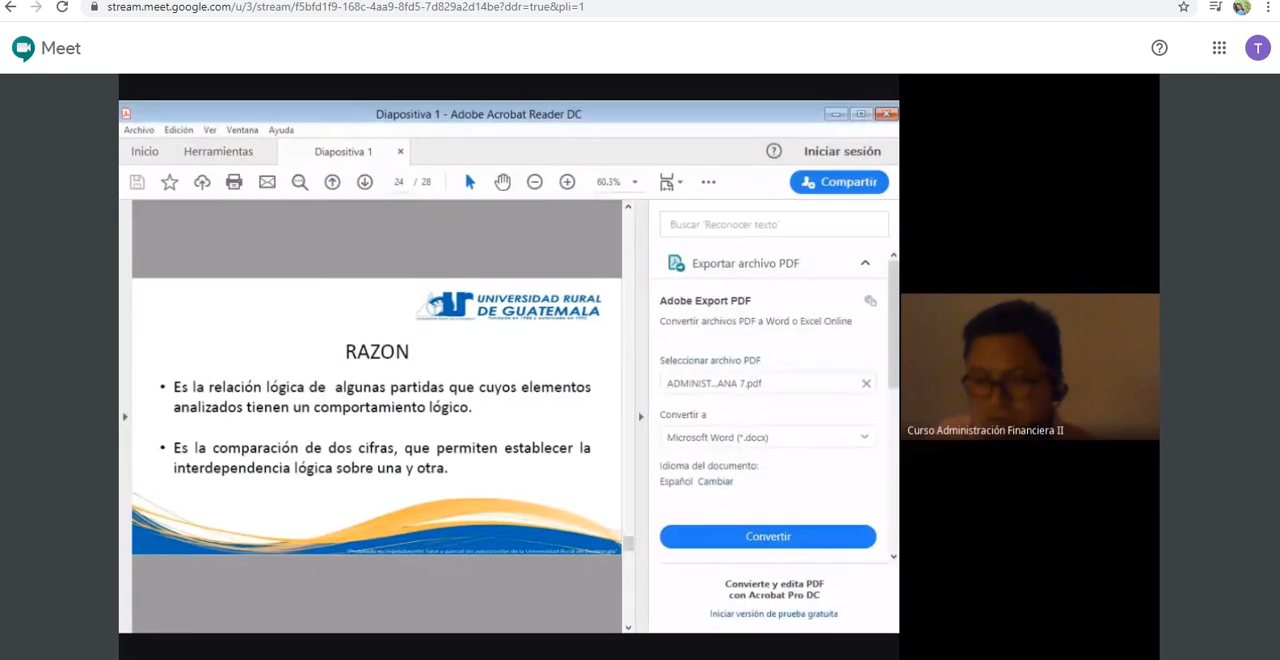 stream.meet.google.com/u/3/stream/f5bfd1f9-168c-4aa9-8fd5-7d829a2d14be?ddr=true&pli=1
Meet
T
Diapositiva 1 - Adobe Acrobat Reader DC
Archivo Edición Ver Ventana Ayuda
Inicio Herramientas Diapositiva 1 Iniciar sesión
24 / 28 60.3% Compartir
Buscar 'Reconocer texto'
Exportar archivo PDF
Adobe Export PDF
Convertir archivos PDF a Word o Excel Online
Seleccionar archivo PDF
ADMINIST...ANA 7.pdf
Convertir a
Microsoft Word (*.docx)
Idioma del documento:
Español Cambiar
Convertir
Convierte y edita PDF
con Acrobat Pro DC
Iniciar versión de prueba gratuita
UNIVERSIDAD RURAL
DE GUATEMALA
RAZON
• Es la relación lógica de algunas partidas que cuyos elementos
analizados tienen un comportamiento lógico.
• Es la comparación de dos cifras, que permiten establecer la
interdependencia lógica sobre una y otra.
Curso Administración Financiera II